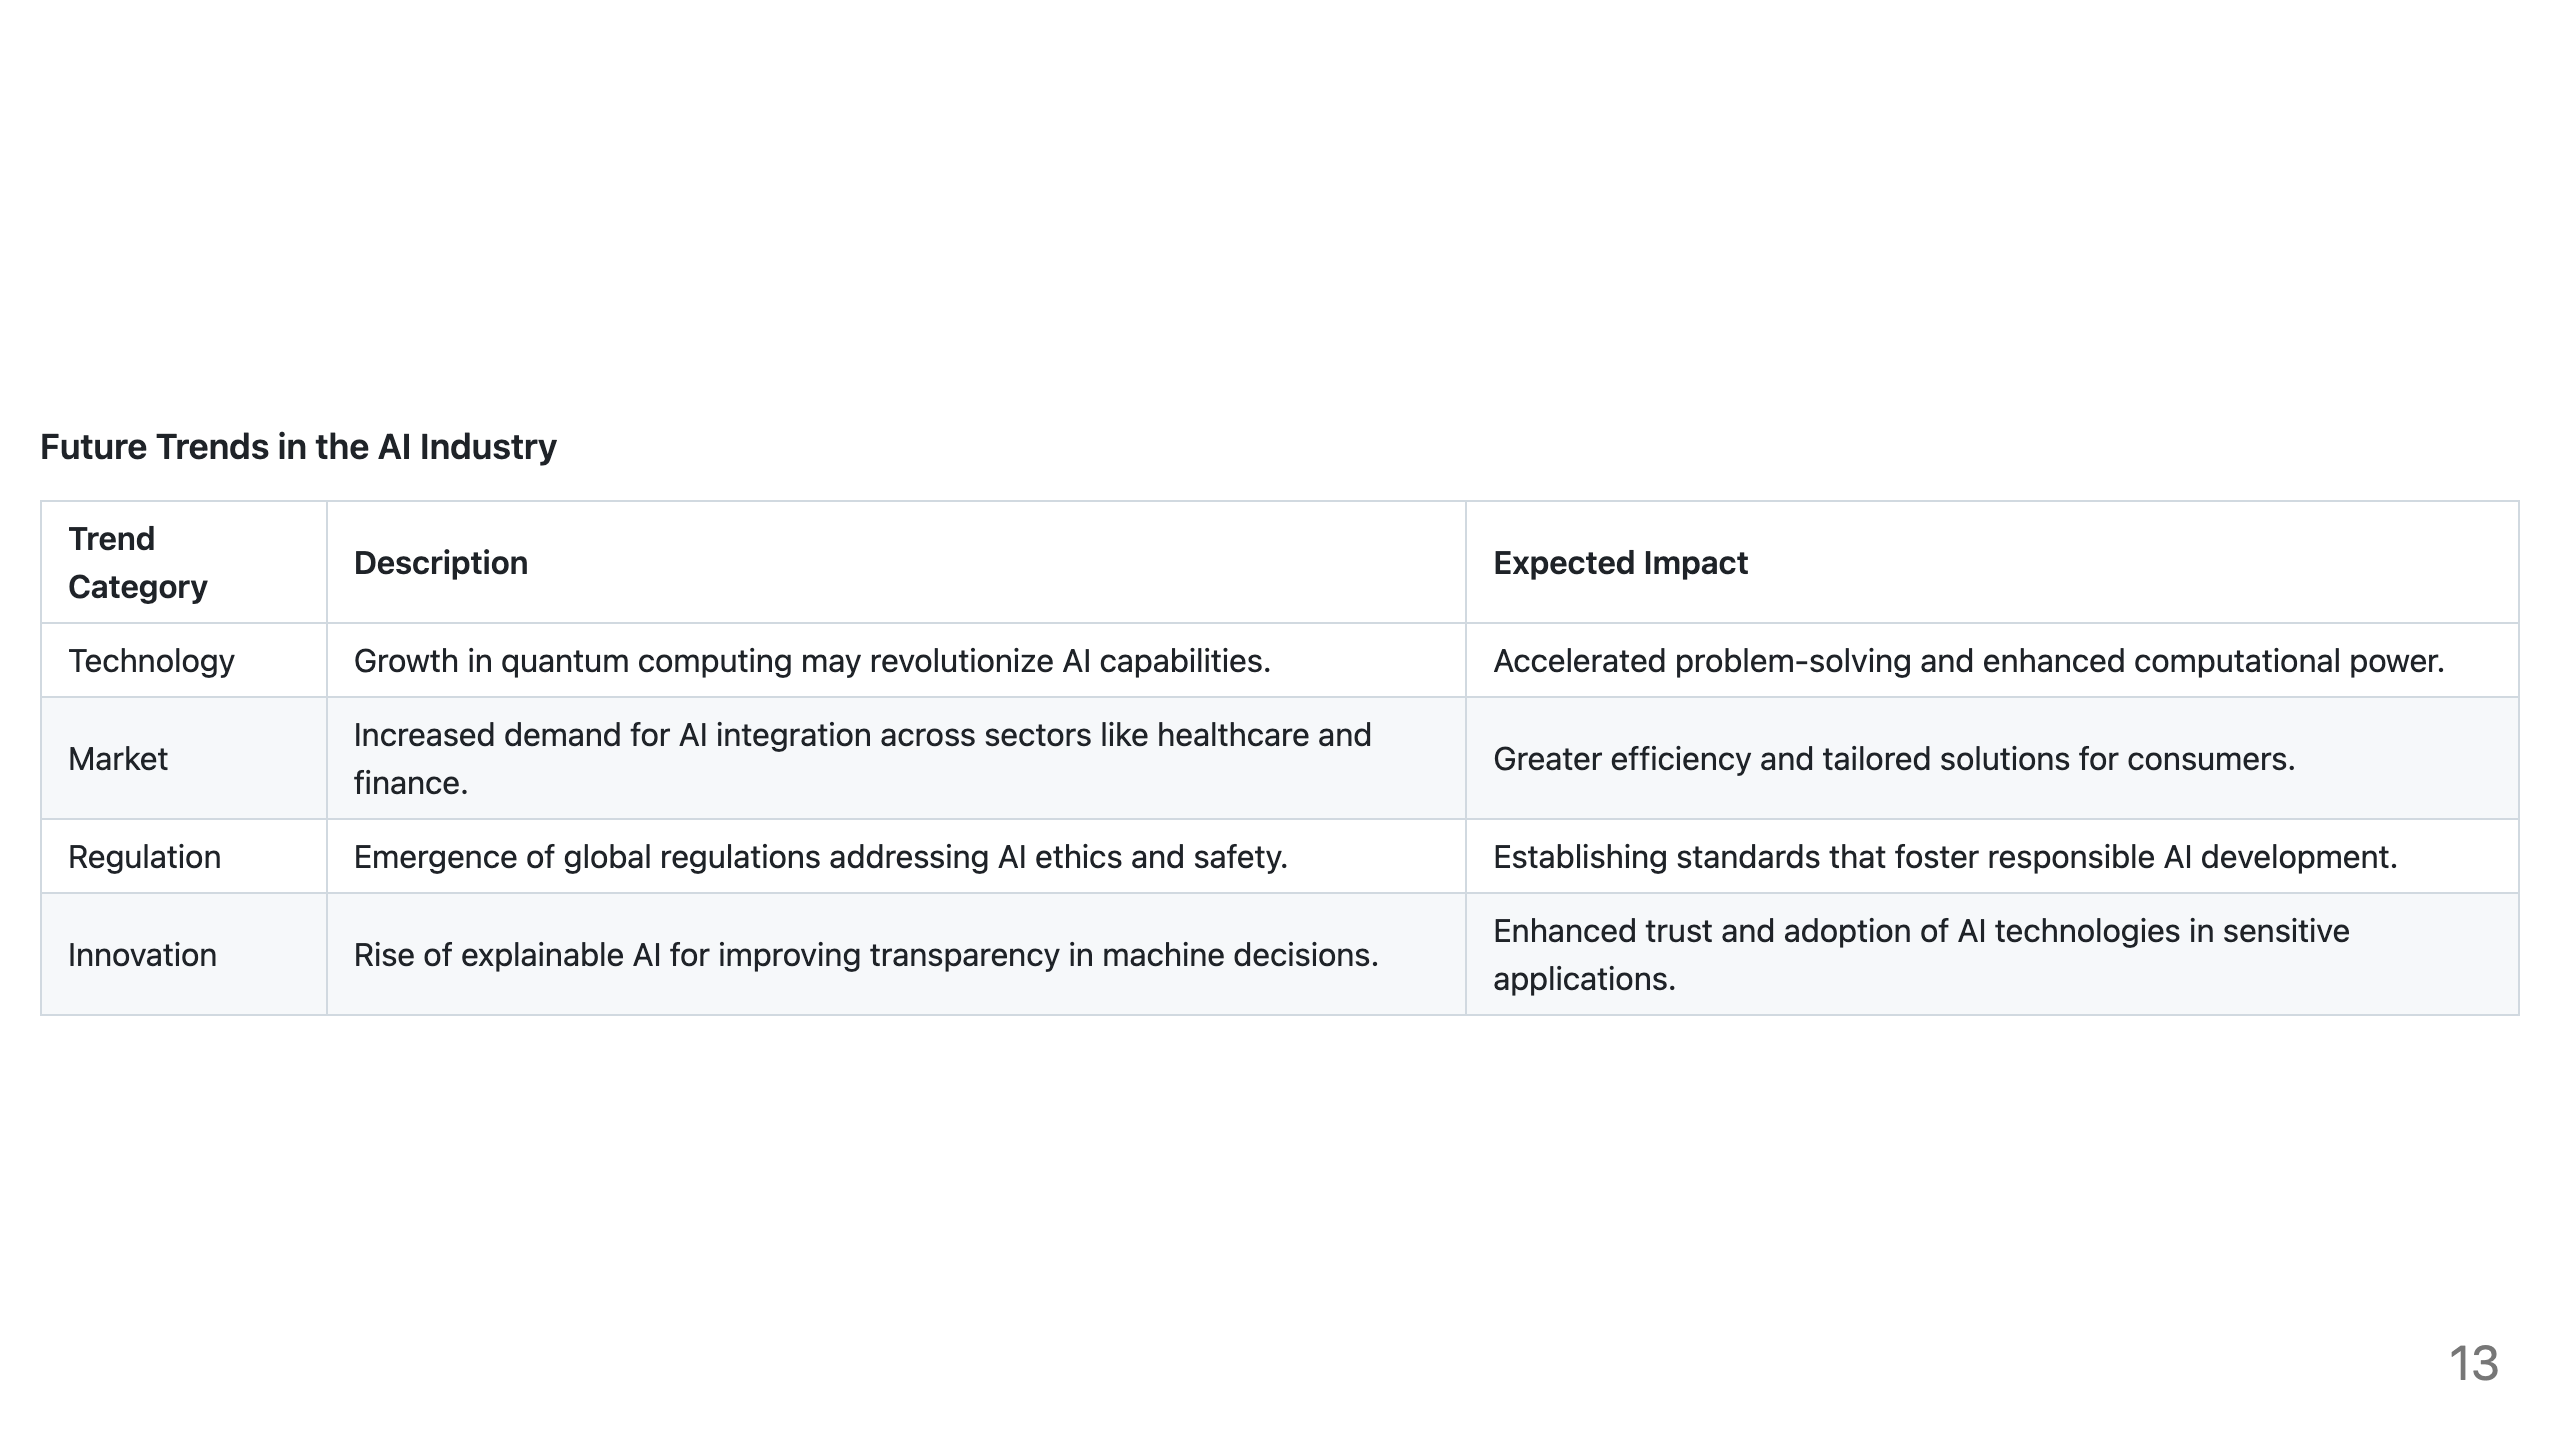 Future Trends in the AI Industry
Trend
Category
Description
Expected Impact
Technology
Growth in quantum computing may revolutionize AI capabilities.
Accelerated problem-solving and enhanced computational power.
Market
Increased demand for AI integration across sectors like healthcare and
finance.
Greater efficiency and tailored solutions for consumers.
Regulation
Emergence of global regulations addressing AI ethics and safety.
Establishing standards that foster responsible AI development.
Innovation
Rise of explainable AI for improving transparency in machine decisions.
Enhanced trust and adoption of AI technologies in sensitive
applications.
13